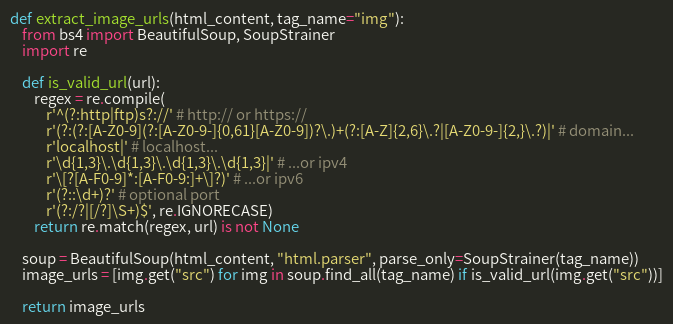 def extract_image_urls(html_content, tag_name="img"):
from bs4 import BeautifulSoup, SoupStrainer
import re
def is_valid_url(url):
regex = re.compile(
r'^(?:http|ftp)s?://' # http:// or https://
r'(?:(?:[A-Z0-9](?:[A-Z0-9-]{0,61}[A-Z0-9])?\.)+(?:[A-Z]{2,6}\.?|[A-Z0-9-]{2,}\.?)|' # domain...
r'localhost|' # localhost...
r'\d{1,3}\.\d{1,3}\.\d{1,3}\.\d{1,3}|' # ...or ipv4
r'\[?[A-F0-9]*:[A-F0-9:]+\]?)' # ...or ipv6
r'(?::\d+)?' # optional port
r'(?:/?|[/?]\S+)$', re.IGNORECASE)
return re.match(regex, url) is not None
soup = BeautifulSoup(html_content, "html.parser", parse_only=SoupStrainer(tag_name))
image_urls = [img.get("src") for img in soup.find_all(tag_name) if is_valid_url(img.get("src"))]
return image_urls